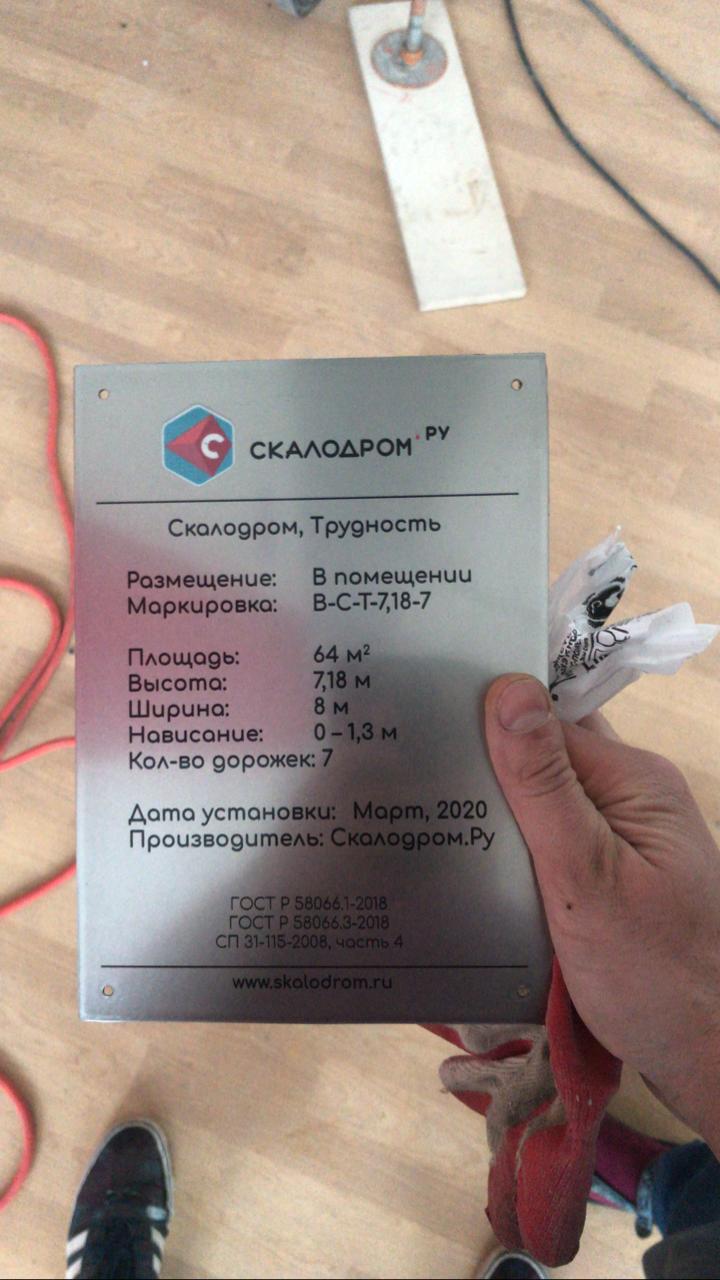 СКАЛОДРОМ.РУ
Скалодром, Трудность
Размещение: В помещении
Маркировка: В-С-Т-7,18-7
Площадь: 64 м²
Высота: 7,18 м
Ширина: 8 м
Нависание: 0 – 1,3 м
Кол-во дорожек: 7
Дата установки: Март, 2020
Производитель: Скалодром.Ру
ГОСТ Р 58066.1-2018
ГОСТ Р 58066.3-2018
СП 31-115-2008, часть 4
www.skalodrom.ru